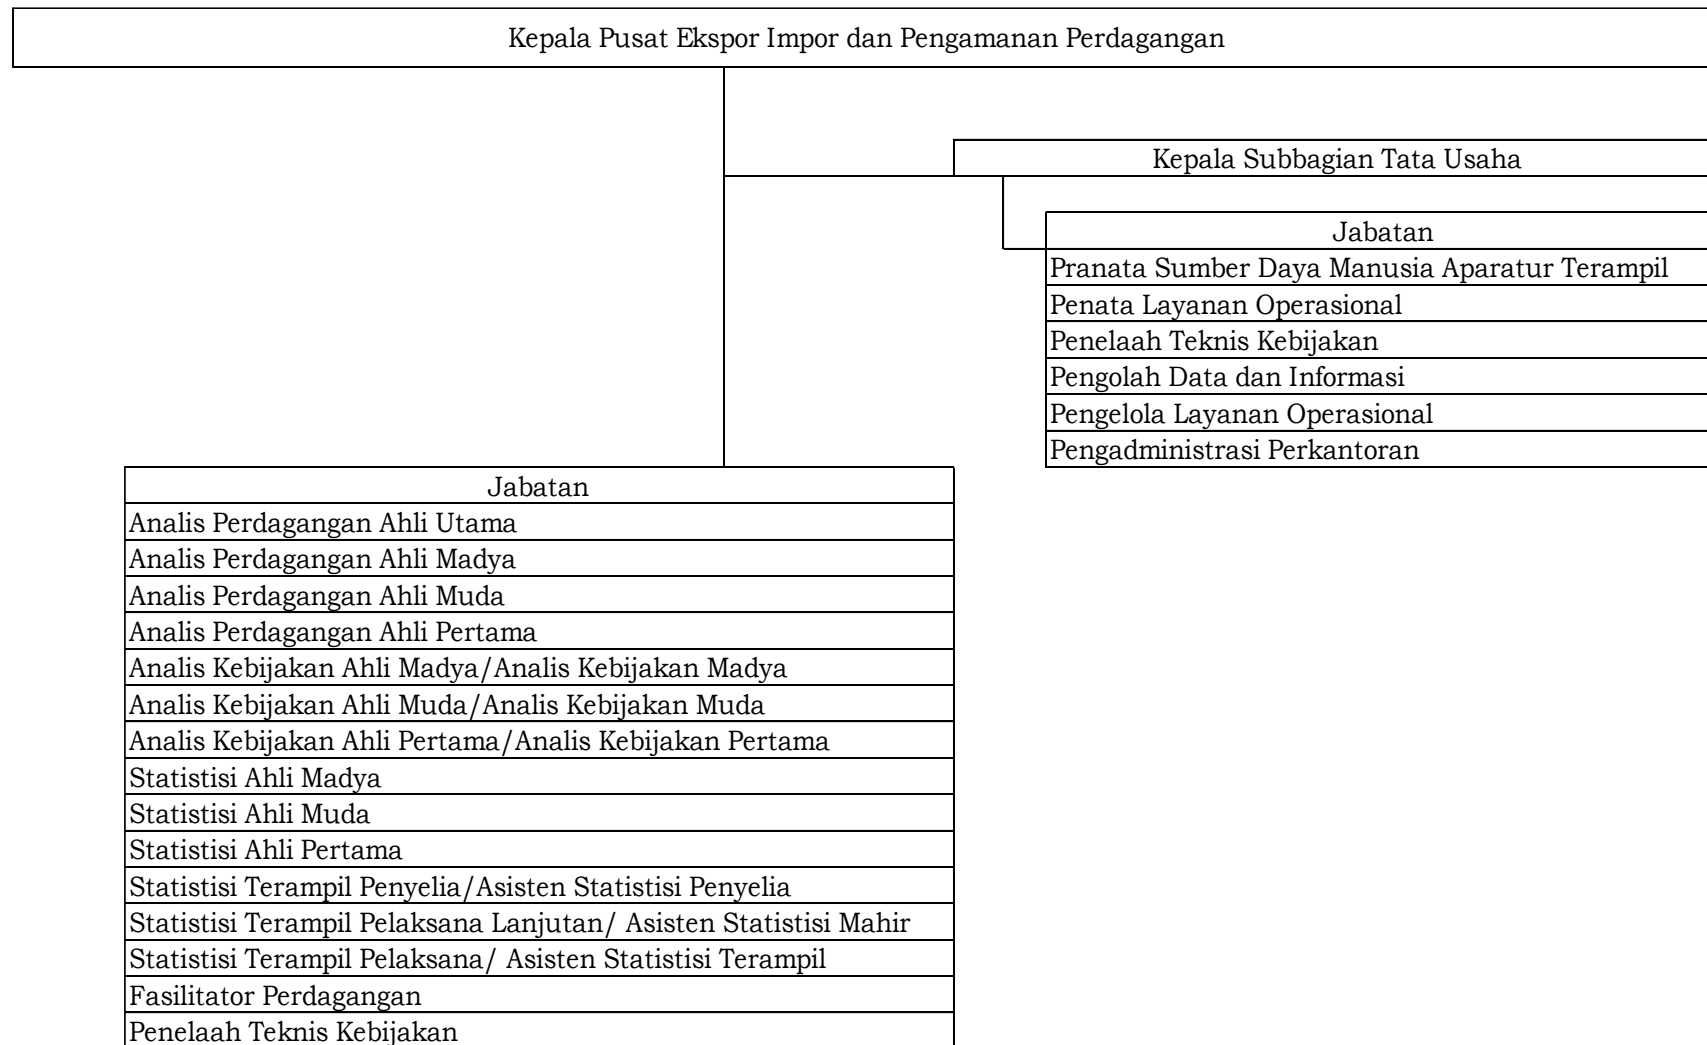 Kepala Pusat Ekspor Impor dan Pengamanan Perdagangan
Kepala Subbagian Tata Usaha
Jabatan
Pranata Sumber Daya Manusia Aparatur Terampil
Penata Layanan Operasional
Penelaah Teknis Kebijakan
Pengolah Data dan Informasi
Pengelola Layanan Operasional
Pengadministrasi Perkantoran
Jabatan
Analis Perdagangan Ahli Utama
Analis Perdagangan Ahli Madya
Analis Perdagangan Ahli Muda
Analis Perdagangan Ahli Pertama
Analis Kebijakan Ahli Madya/Analis Kebijakan Madya
Analis Kebijakan Ahli Muda/Analis Kebijakan Muda
Analis Kebijakan Ahli Pertama/Analis Kebijakan Pertama
Statistisi Ahli Madya
Statistisi Ahli Muda
Statistisi Ahli Pertama
Statistisi Terampil Penyelia/Asisten Statistisi Penyelia
Statistisi Terampil Pelaksana Lanjutan/ Asisten Statistisi Mahir
Statistisi Terampil Pelaksana/ Asisten Statistisi Terampil
Fasilitator Perdagangan
Penelaah Teknis Kebijakan